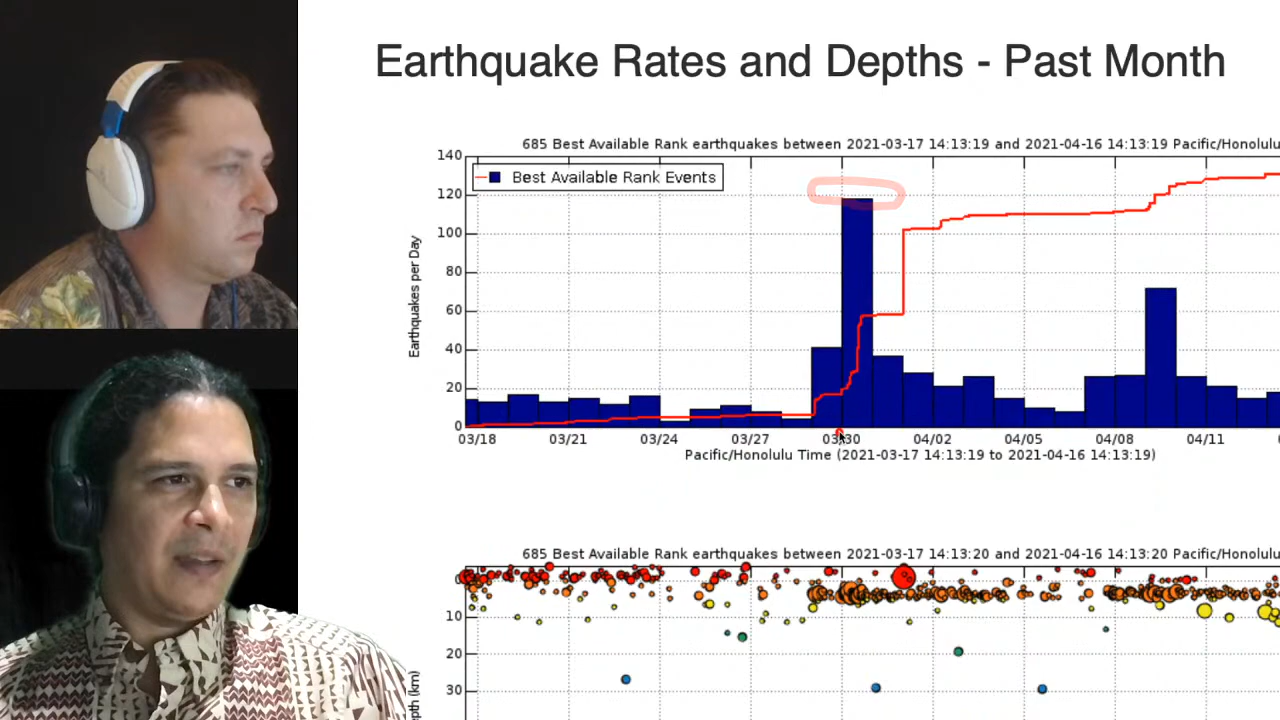 Earthquake Rates and Depths - Past Month
685 Best Available Rank earthquakes between 2021-03-17 14:13:19 and 2021-04-16 14:13:19 Pacific/Honolulu
Best Available Rank Events
140
120
100
80
60
40
20
0
Earthquakes per Day
03/18 03/21 03/24 03/27 03/30 04/02 04/05 04/08 04/11
Pacific/Honolulu Time (2021-03-17 14:13:19 to 2021-04-16 14:13:19)
685 Best Available Rank earthquakes between 2021-03-17 14:13:20 and 2021-04-16 14:13:20 Pacific/Honolulu
0
10
20
30
(km)